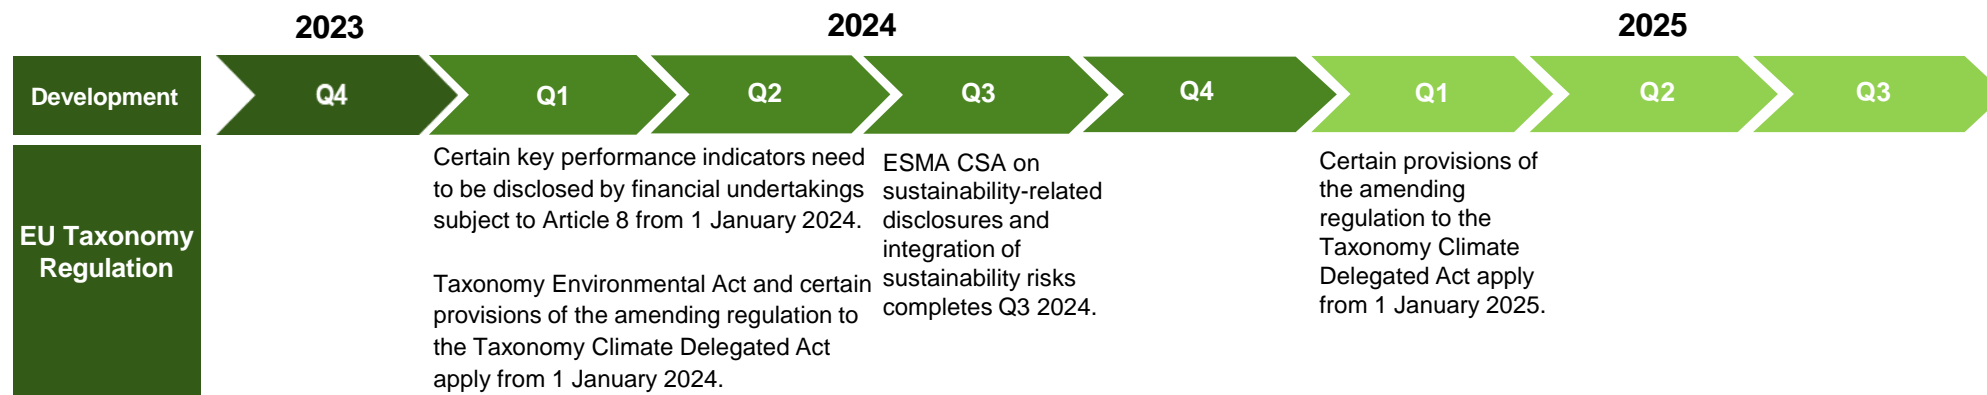 2023
2024
2025
Development
Q4
Q1
Q2
Q3
Q4
Q1
Q2
Q3
EU Taxonomy
Regulation
Certain key performance indicators need
to be disclosed by financial undertakings
subject to Article 8 from 1 January 2024.
Taxonomy Environmental Act and certain
provisions of the amending regulation to
the Taxonomy Climate Delegated Act
apply from 1 January 2024.
ESMA CSA on
sustainability-related
disclosures and
integration of
sustainability risks
completes Q3 2024.
Certain provisions of
the amending
regulation to the
Taxonomy Climate
Delegated Act apply
from 1 January 2025.